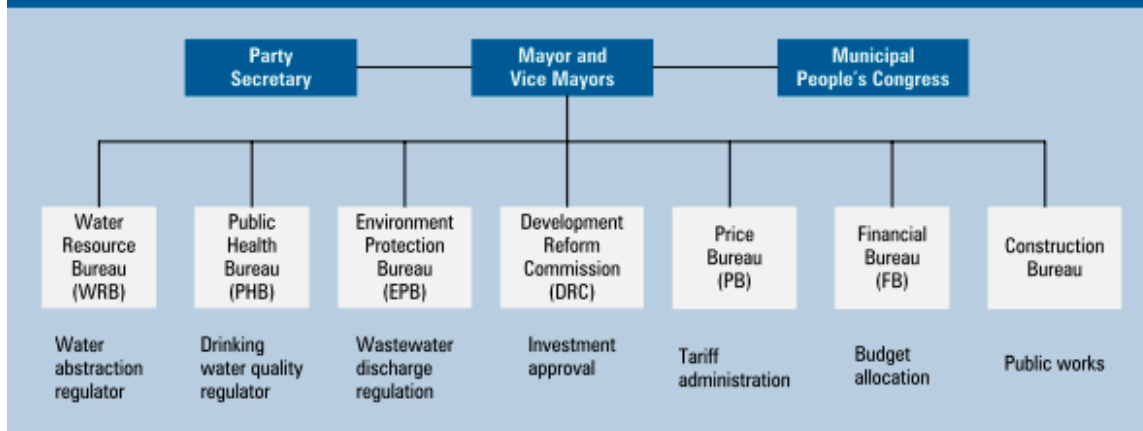 Party
Secretary
Mayor and
Vice Mayors
Municipal
People's Congress
Water
Resource
Bureau
(WRB)
Public
Health
Bureau
(PHB)
Environment
Protection
Bureau
(EPB)
Development
Reform
Commission
(DRC)
Price
Bureau
(PB)
Financial
Bureau
(FB)
Construction
Bureau
Water
abstraction
regulator
Drinking
water quality
regulator
Wastewater
discharge
regulation
Investment
approval
Tariff
administration
Budget
allocation
Public works